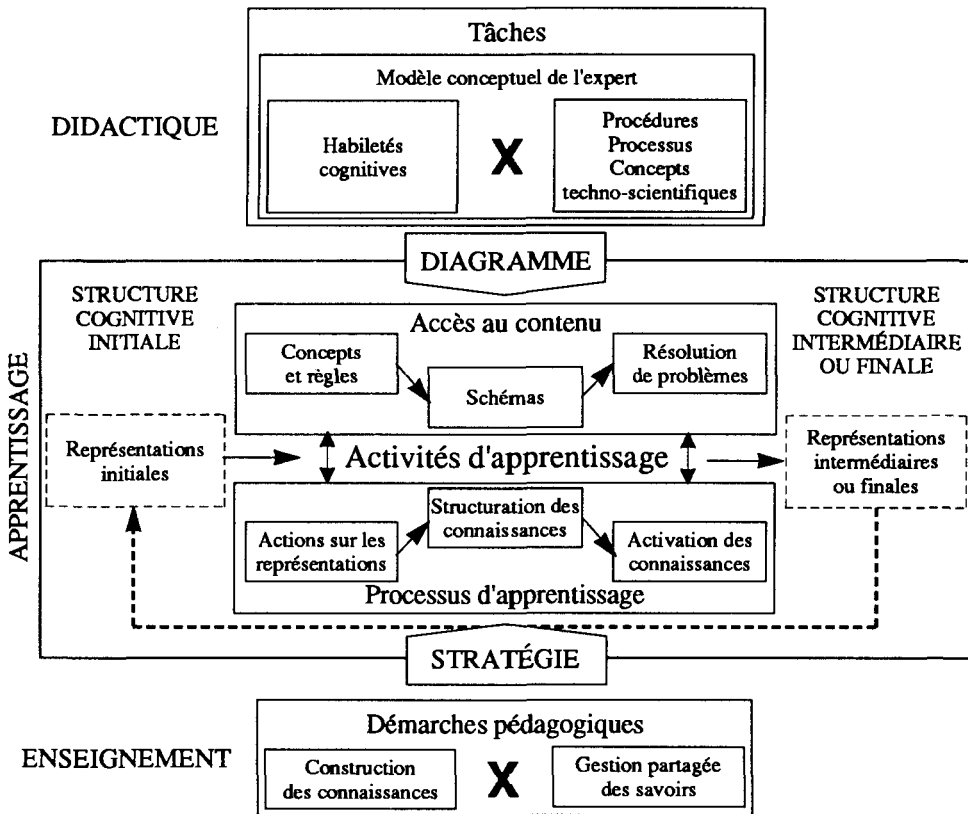 Tâches
Modèle conceptuel de l'expert
DIDACTIQUE
Habiletés
cognitives
X
Procédures
Processus
Concepts
techno-scientifiques
DIAGRAMME
APPRENTISSAGE
STRUCTURE
COGNITIVE
INITIALE
Accès au contenu
Concepts
et règles
Schémas
Résolution
de problèmes
STRUCTURE
COGNITIVE
INTERMÉDIAIRE
OU FINALE
Représentations
initiales
Activités d'apprentissage
Représentations
intermédiaires
ou finales
Actions sur les
représentations
Structuration des
connaissances
Activation des
connaissances
Processus d'apprentissage
STRATÉGIE
Démarches pédagogiques
ENSEIGNEMENT
Construction
des connaissances
X
Gestion partagée
des savoirs